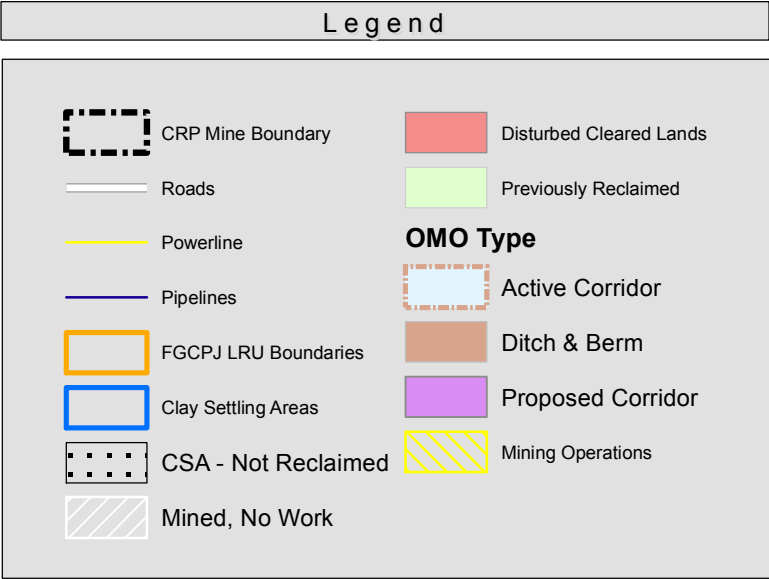 Legend
CRP Mine Boundary
Roads
Powerline
Pipelines
FGCPJ LRU Boundaries
Clay Settling Areas
CSA - Not Reclaimed
Mined, No Work
Disturbed Cleared Lands
Previously Reclaimed
OMO Type
Active Corridor
Ditch & Berm
Proposed Corridor
Mining Operations